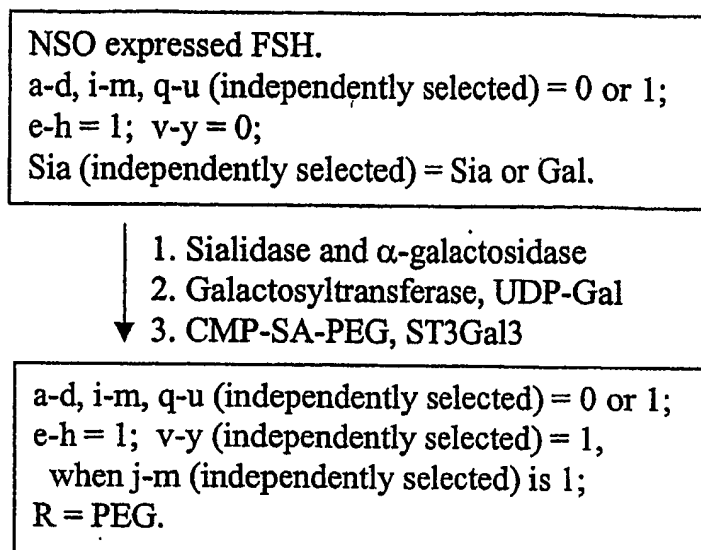 NSO expressed FSH.
a-d, i-m, q-u (independently selected) = 0 or 1;
e-h = 1; v-y = 0;
Sia (independently selected) = Sia or Gal.
1. Sialidase and α-galactosidase
2. Galactosyltransferase, UDP-Gal
3. CMP-SA-PEG, ST3Gal3
a-d, i-m, q-u (independently selected) = 0 or 1;
e-h = 1; v-y (independently selected) = 1,
when j-m (independently selected) is 1;
R = PEG.